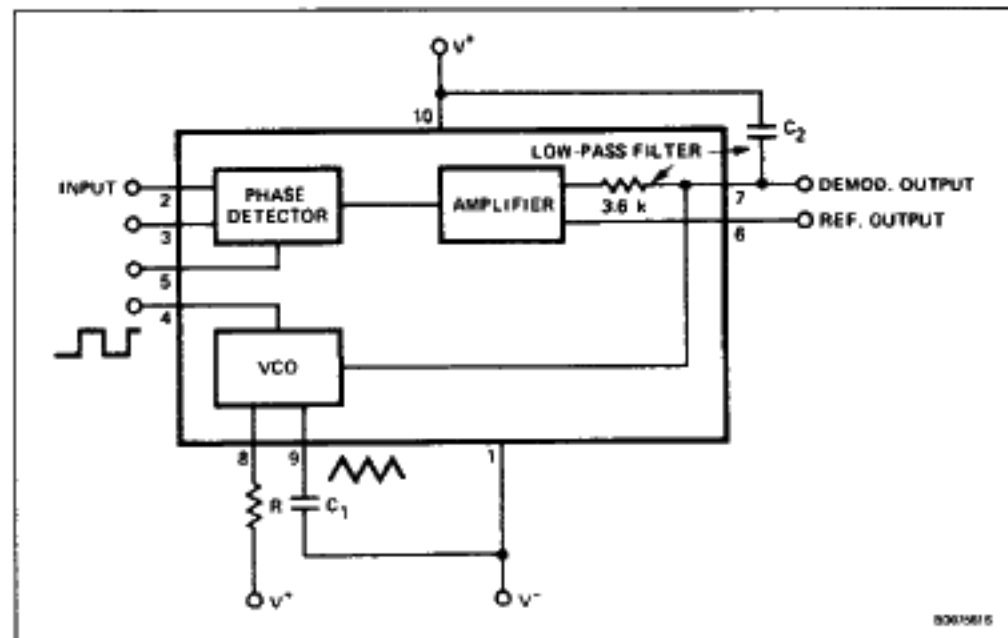 V+
10
C2
LOW-PASS FILTER
INPUT
2
PHASE DETECTOR
AMPLIFIER
3.6 k
7
DEMOD. OUTPUT
3
6
REF. OUTPUT
5
4
VCO
8
9
1
R
C1
V+
V-